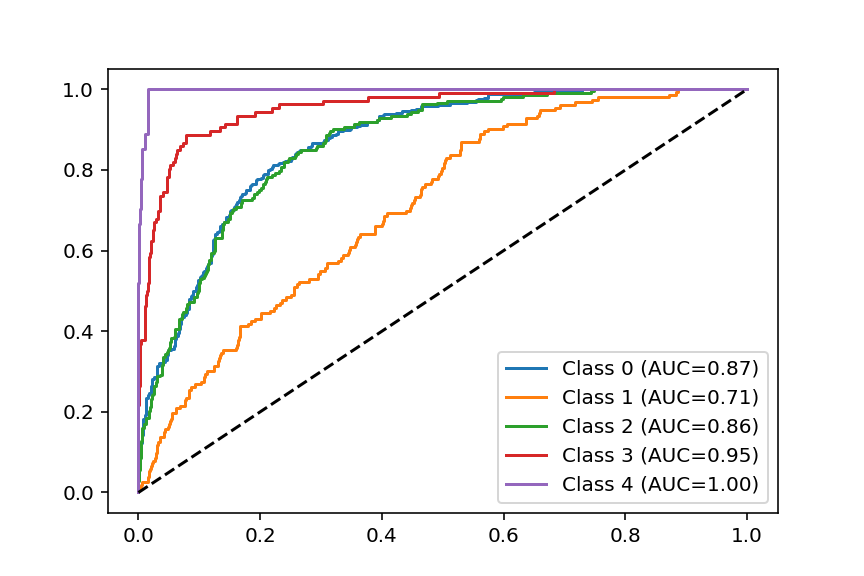 1.0
0.8
0.6
0.4
0.2
0.0
0.0 0.2 0.4 0.6 0.8 1.0
Class 0 (AUC=0.87)
Class 1 (AUC=0.71)
Class 2 (AUC=0.86)
Class 3 (AUC=0.95)
Class 4 (AUC=1.00)